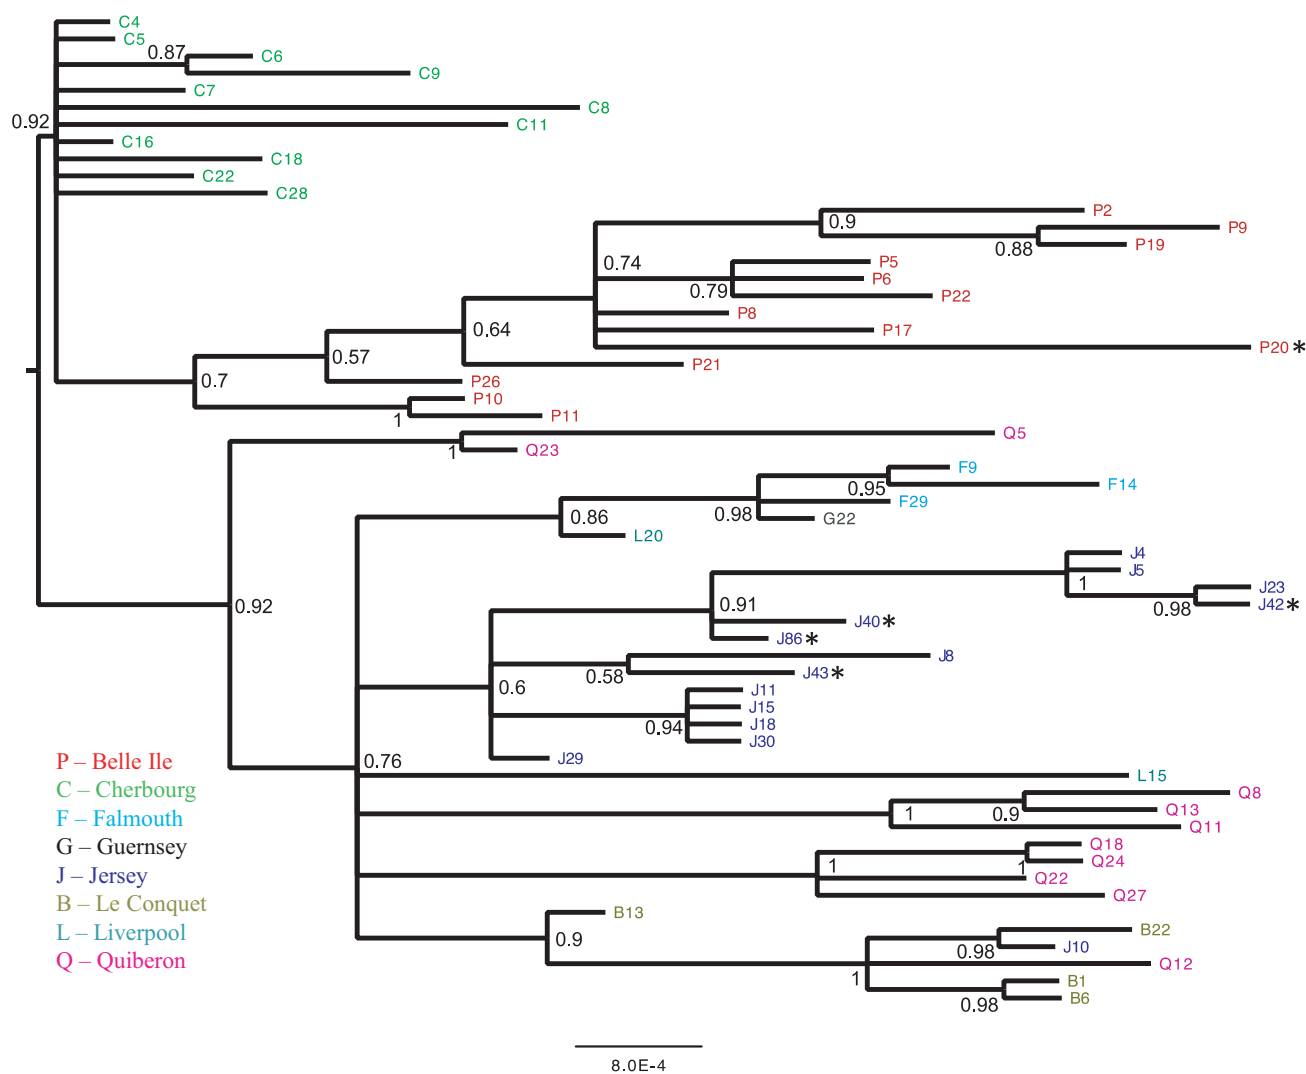 C4
C5
0.87
C6
C9
C7
C8
0.92
C11
C16
C18
C22
C28
P2
0.9
P9
0.88
P19
0.74
P5
P6
0.79
P22
P8
0.64
P17
P20*
0.57
P21
0.7
P26
P10
1
P11
Q5
1
Q23
F9
0.95
F14
F29
0.98
G22
0.86
L20
J4
J5
1
J23
0.98
J42*
0.91
J40*
J86*
J8
0.58
J43*
0.92
0.6
J11
J15
0.94
J18
J30
J29
0.76
L15
Q8
1
0.9
Q13
Q11
Q18
1
1
Q24
Q22
Q27
B13
0.9
B22
0.98
J10
1
Q12
B1
0.98
B6
P – Belle Ile
C – Cherbourg
F – Falmouth
G – Guernsey
J – Jersey
B – Le Conquet
L – Liverpool
Q – Quiberon
8.0E-4